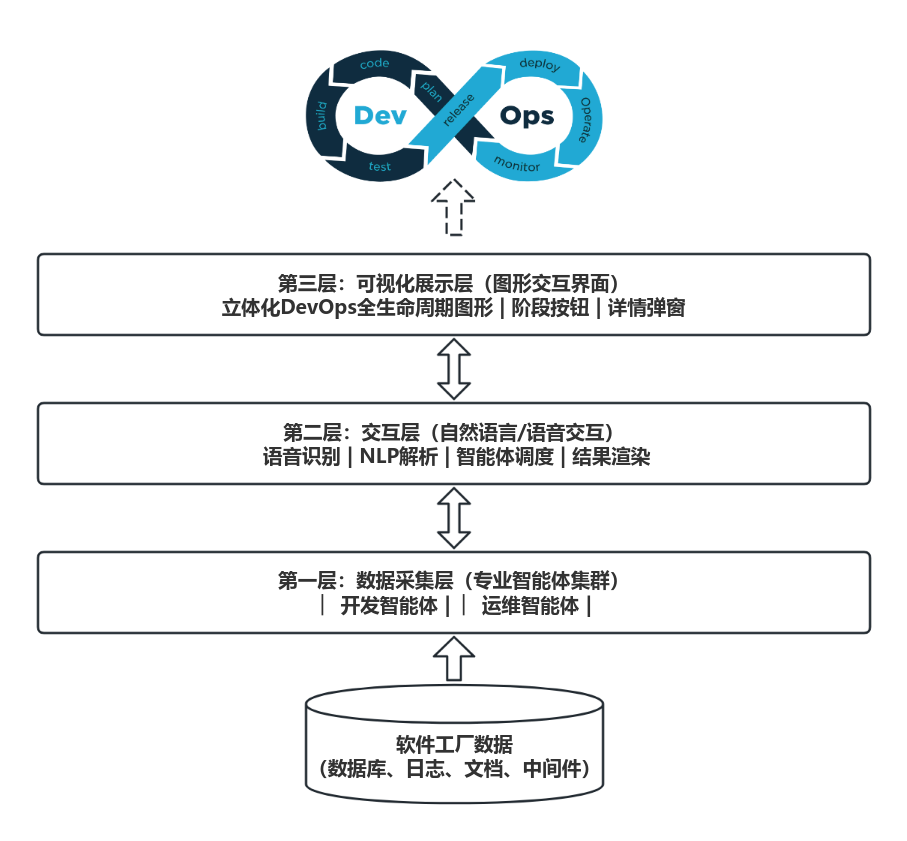 code
plan
build
Dev
test
release
deploy
Ops
Operate
monitor
第三层：可视化展示层（图形交互界面）
立体化DevOps全生命周期图形 | 阶段按钮 | 详情弹窗
第二层：交互层（自然语言/语音交互）
语音识别 | NLP解析 | 智能体调度 | 结果渲染
第一层：数据采集层（专业智能体集群）
｜ 开发智能体 |｜ 运维智能体 |
软件工厂数据
（数据库、日志、文档、中间件）